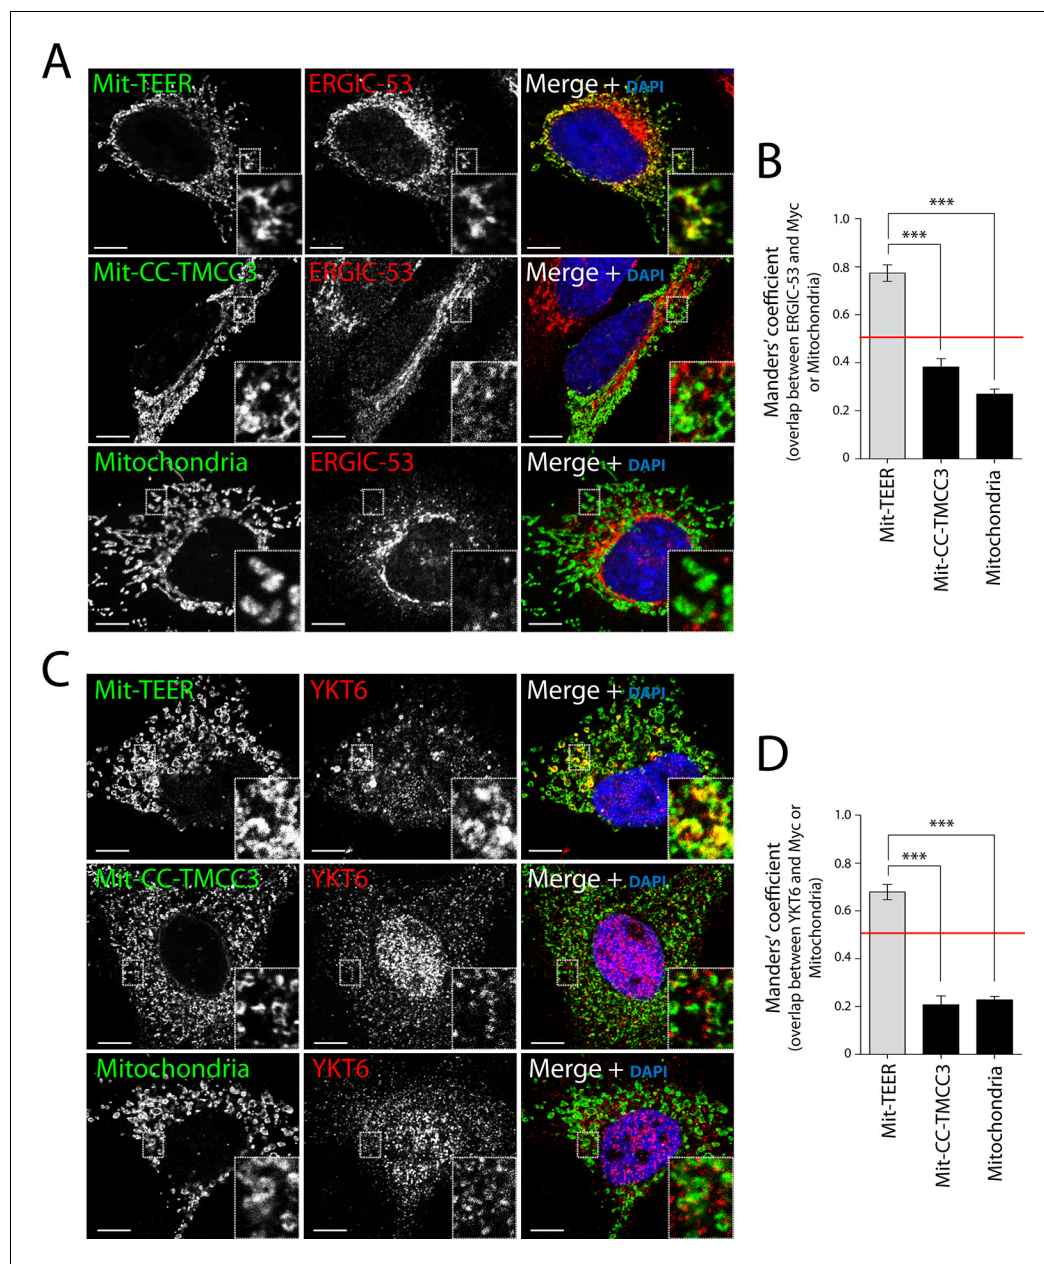 A
Mit-TEER
ERGIC-53
Merge + DAPI
Mit-CC-TMCC3
ERGIC-53
Merge + DAPI
Mitochondria
ERGIC-53
Merge + DAPI
B
Manders' coefficient
(overlap between ERGIC-53 and Myc
or Mitochondria)
1.0
0.8
0.6
0.4
0.2
0
***
***
Mit-TEER
Mit-CC-TMCC3
Mitochondria
C
Mit-TEER
YKT6
Merge + DAPI
Mit-CC-TMCC3
YKT6
Merge + DAPI
Mitochondria
YKT6
Merge + DAPI
D
Manders' coefficient
(overlap between YKT6 and Myc or
Mitochondria)
1.0
0.8
0.6
0.4
0.2
0
***
***
Mit-TEER
Mit-CC-TMCC3
Mitochondria